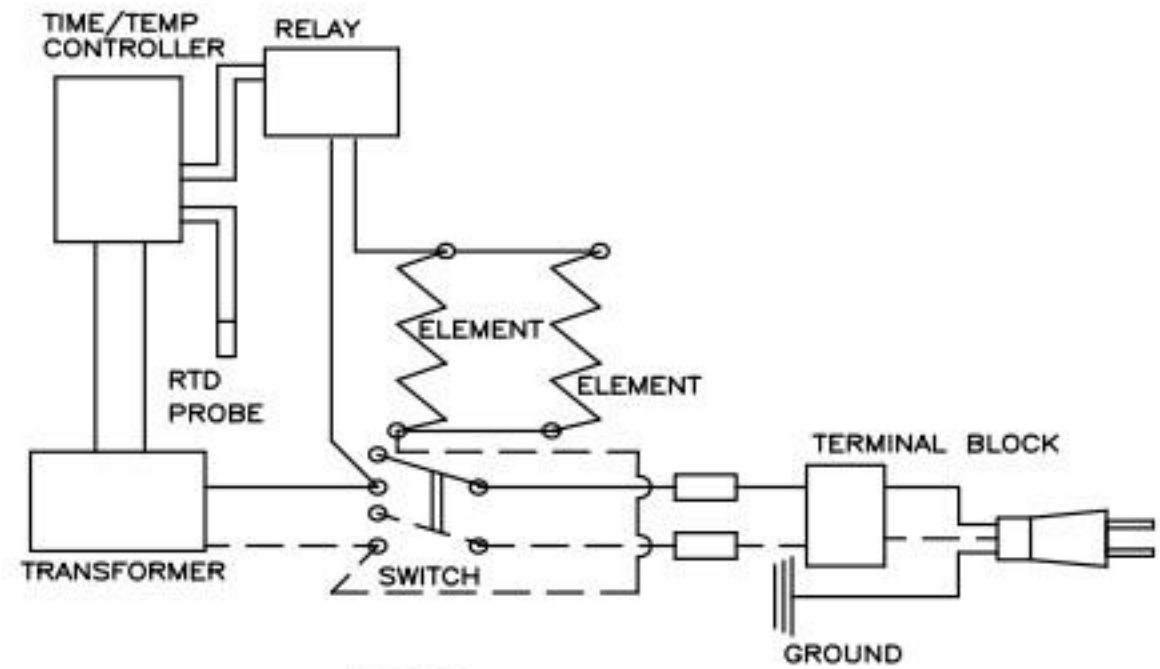 TIME/TEMP
CONTROLLER
RELAY
ELEMENT
ELEMENT
RTD
PROBE
TERMINAL BLOCK
TRANSFORMER
SWITCH
GROUND